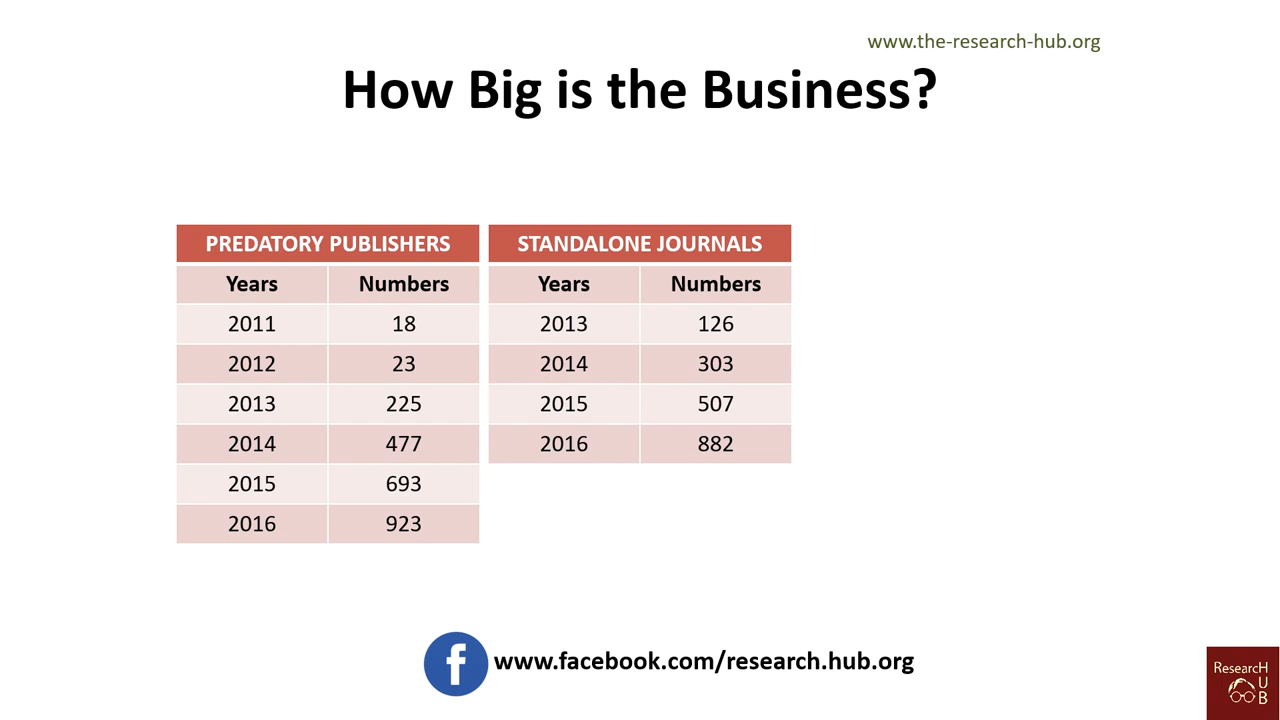 www.the-research-hub.org
How Big is the Business?
PREDATORY PUBLISHERS
Years Numbers
2011 18
2012 23
2013 225
2014 477
2015 693
2016 923
STANDALONE JOURNALS
Years Numbers
2013 126
2014 303
2015 507
2016 882
f www.facebook.com/research.hub.org
ResearcH
U
B